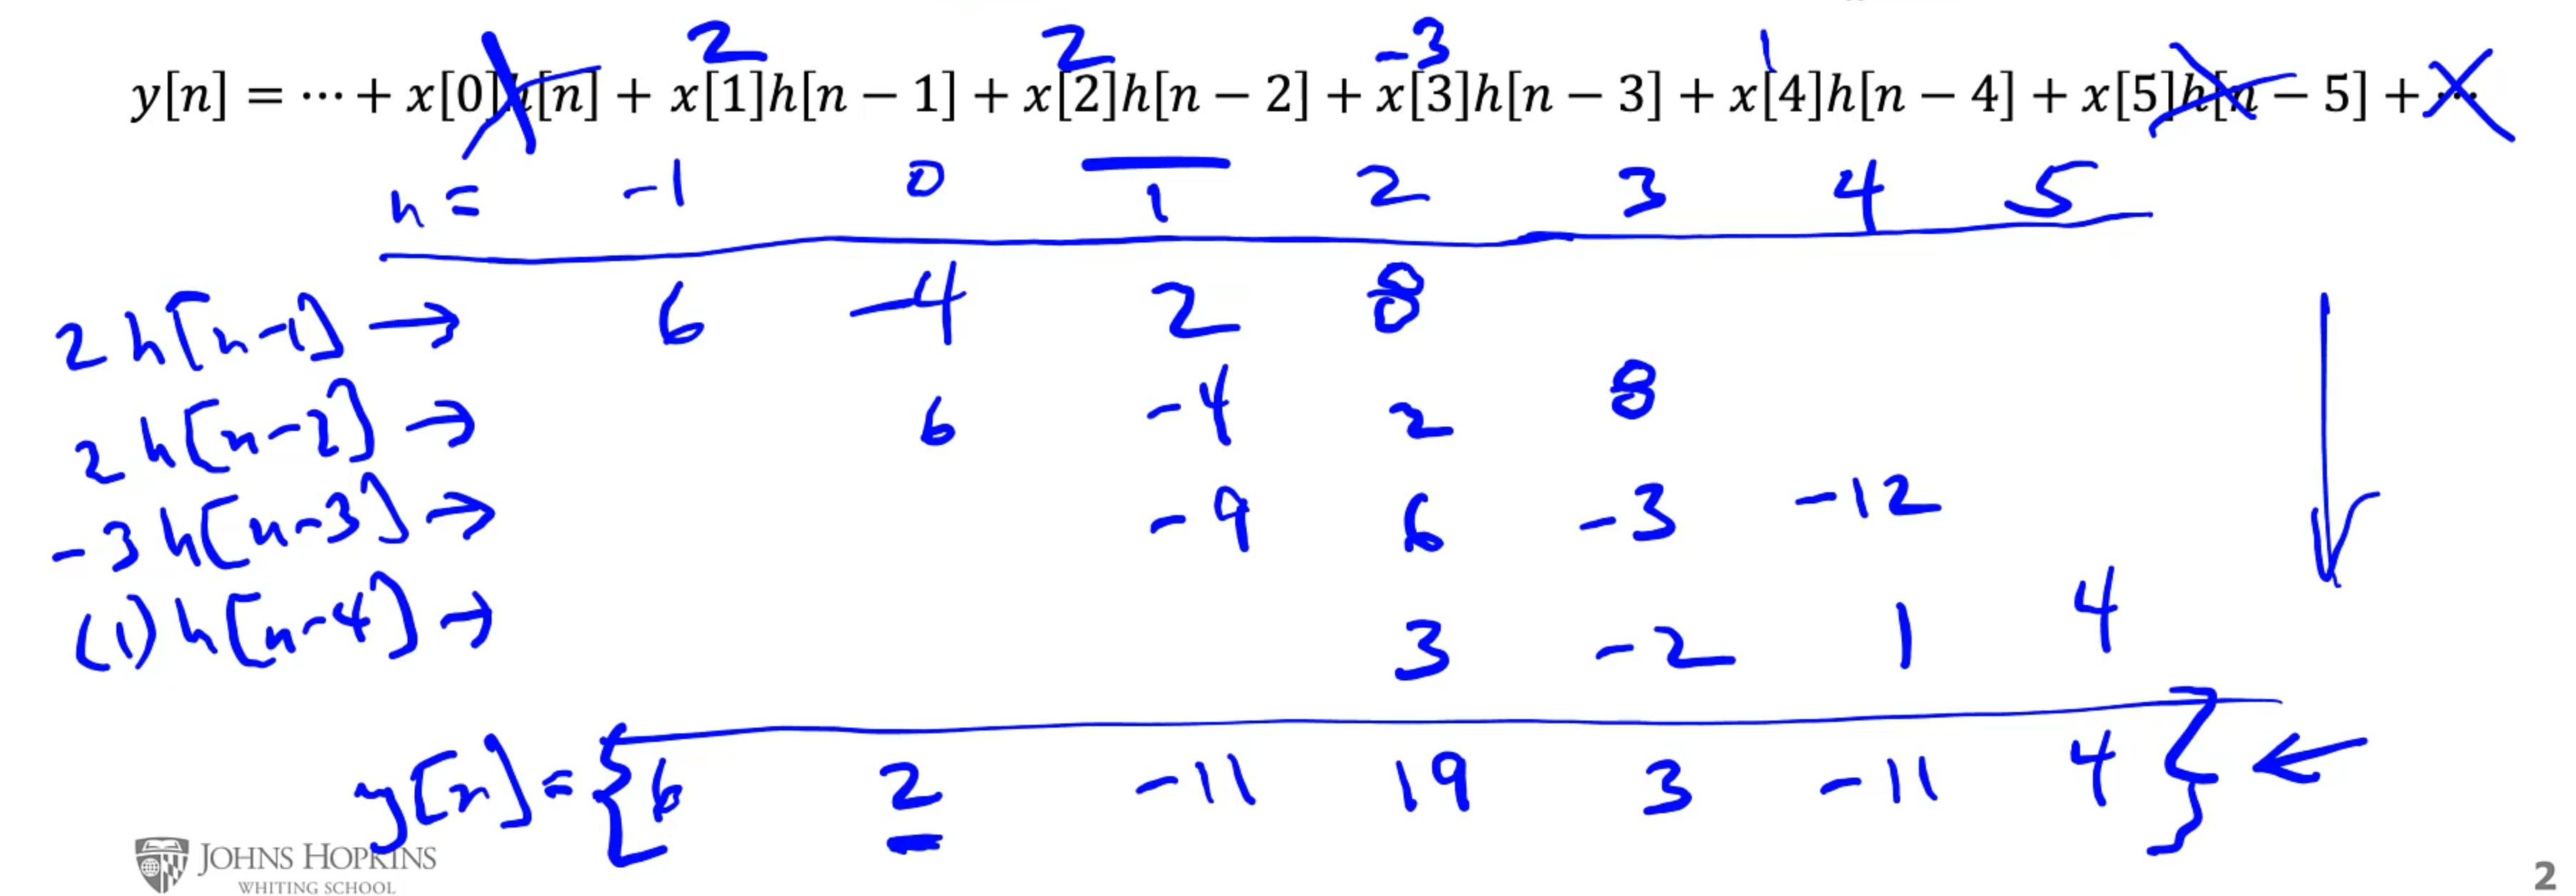 2 2 -3 1
y[n] = ⋯ + x[0]h[n] + x[1]h[n − 1] + x[2]h[n − 2] + x[3]h[n − 3] + x[4]h[n − 4] + x[5]h[n − 5] + ⋯
n = -1 0 1 2 3 4 5
2h[n-1] → 6 -4 2 8
2h[n-2] → 6 -4 2 8
-3h[n-3] → -9 6 -3 -12
(1)h[n-4] → 3 -2 1 4
y[n] = {6 2 -11 19 3 -11 4} ←
JOHNS HOPKINS
WHITING SCHOOL
2